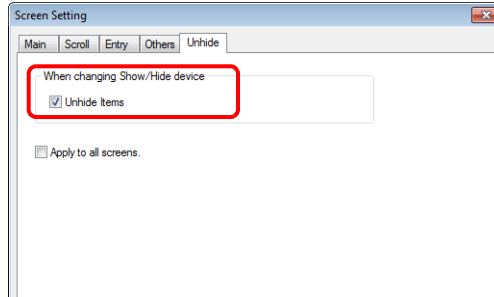 Screen Setting
Main Scroll Entry Others Unhide
When changing Show/Hide device
Unhide Items
Apply to all screens.